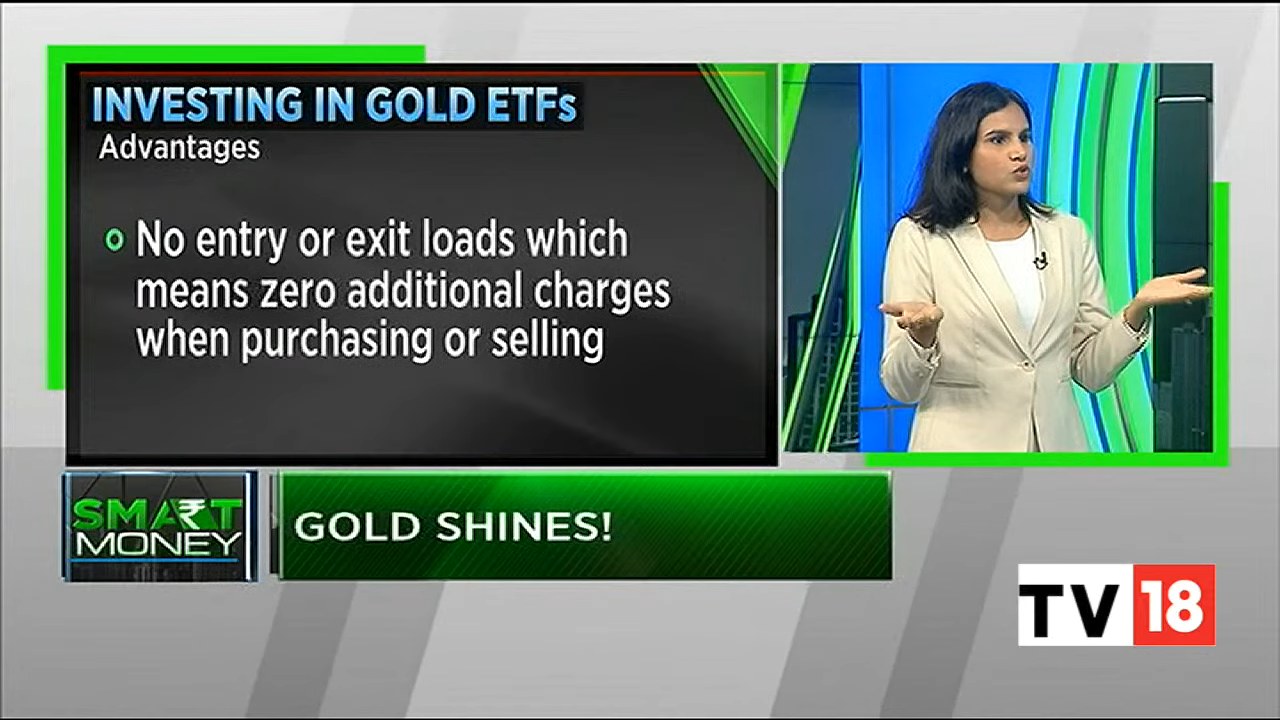 INVESTING IN GOLD ETFs
Advantages
No entry or exit loads which
means zero additional charges
when purchasing or selling
SMA₹T
MONEY
GOLD SHINES!
TV18